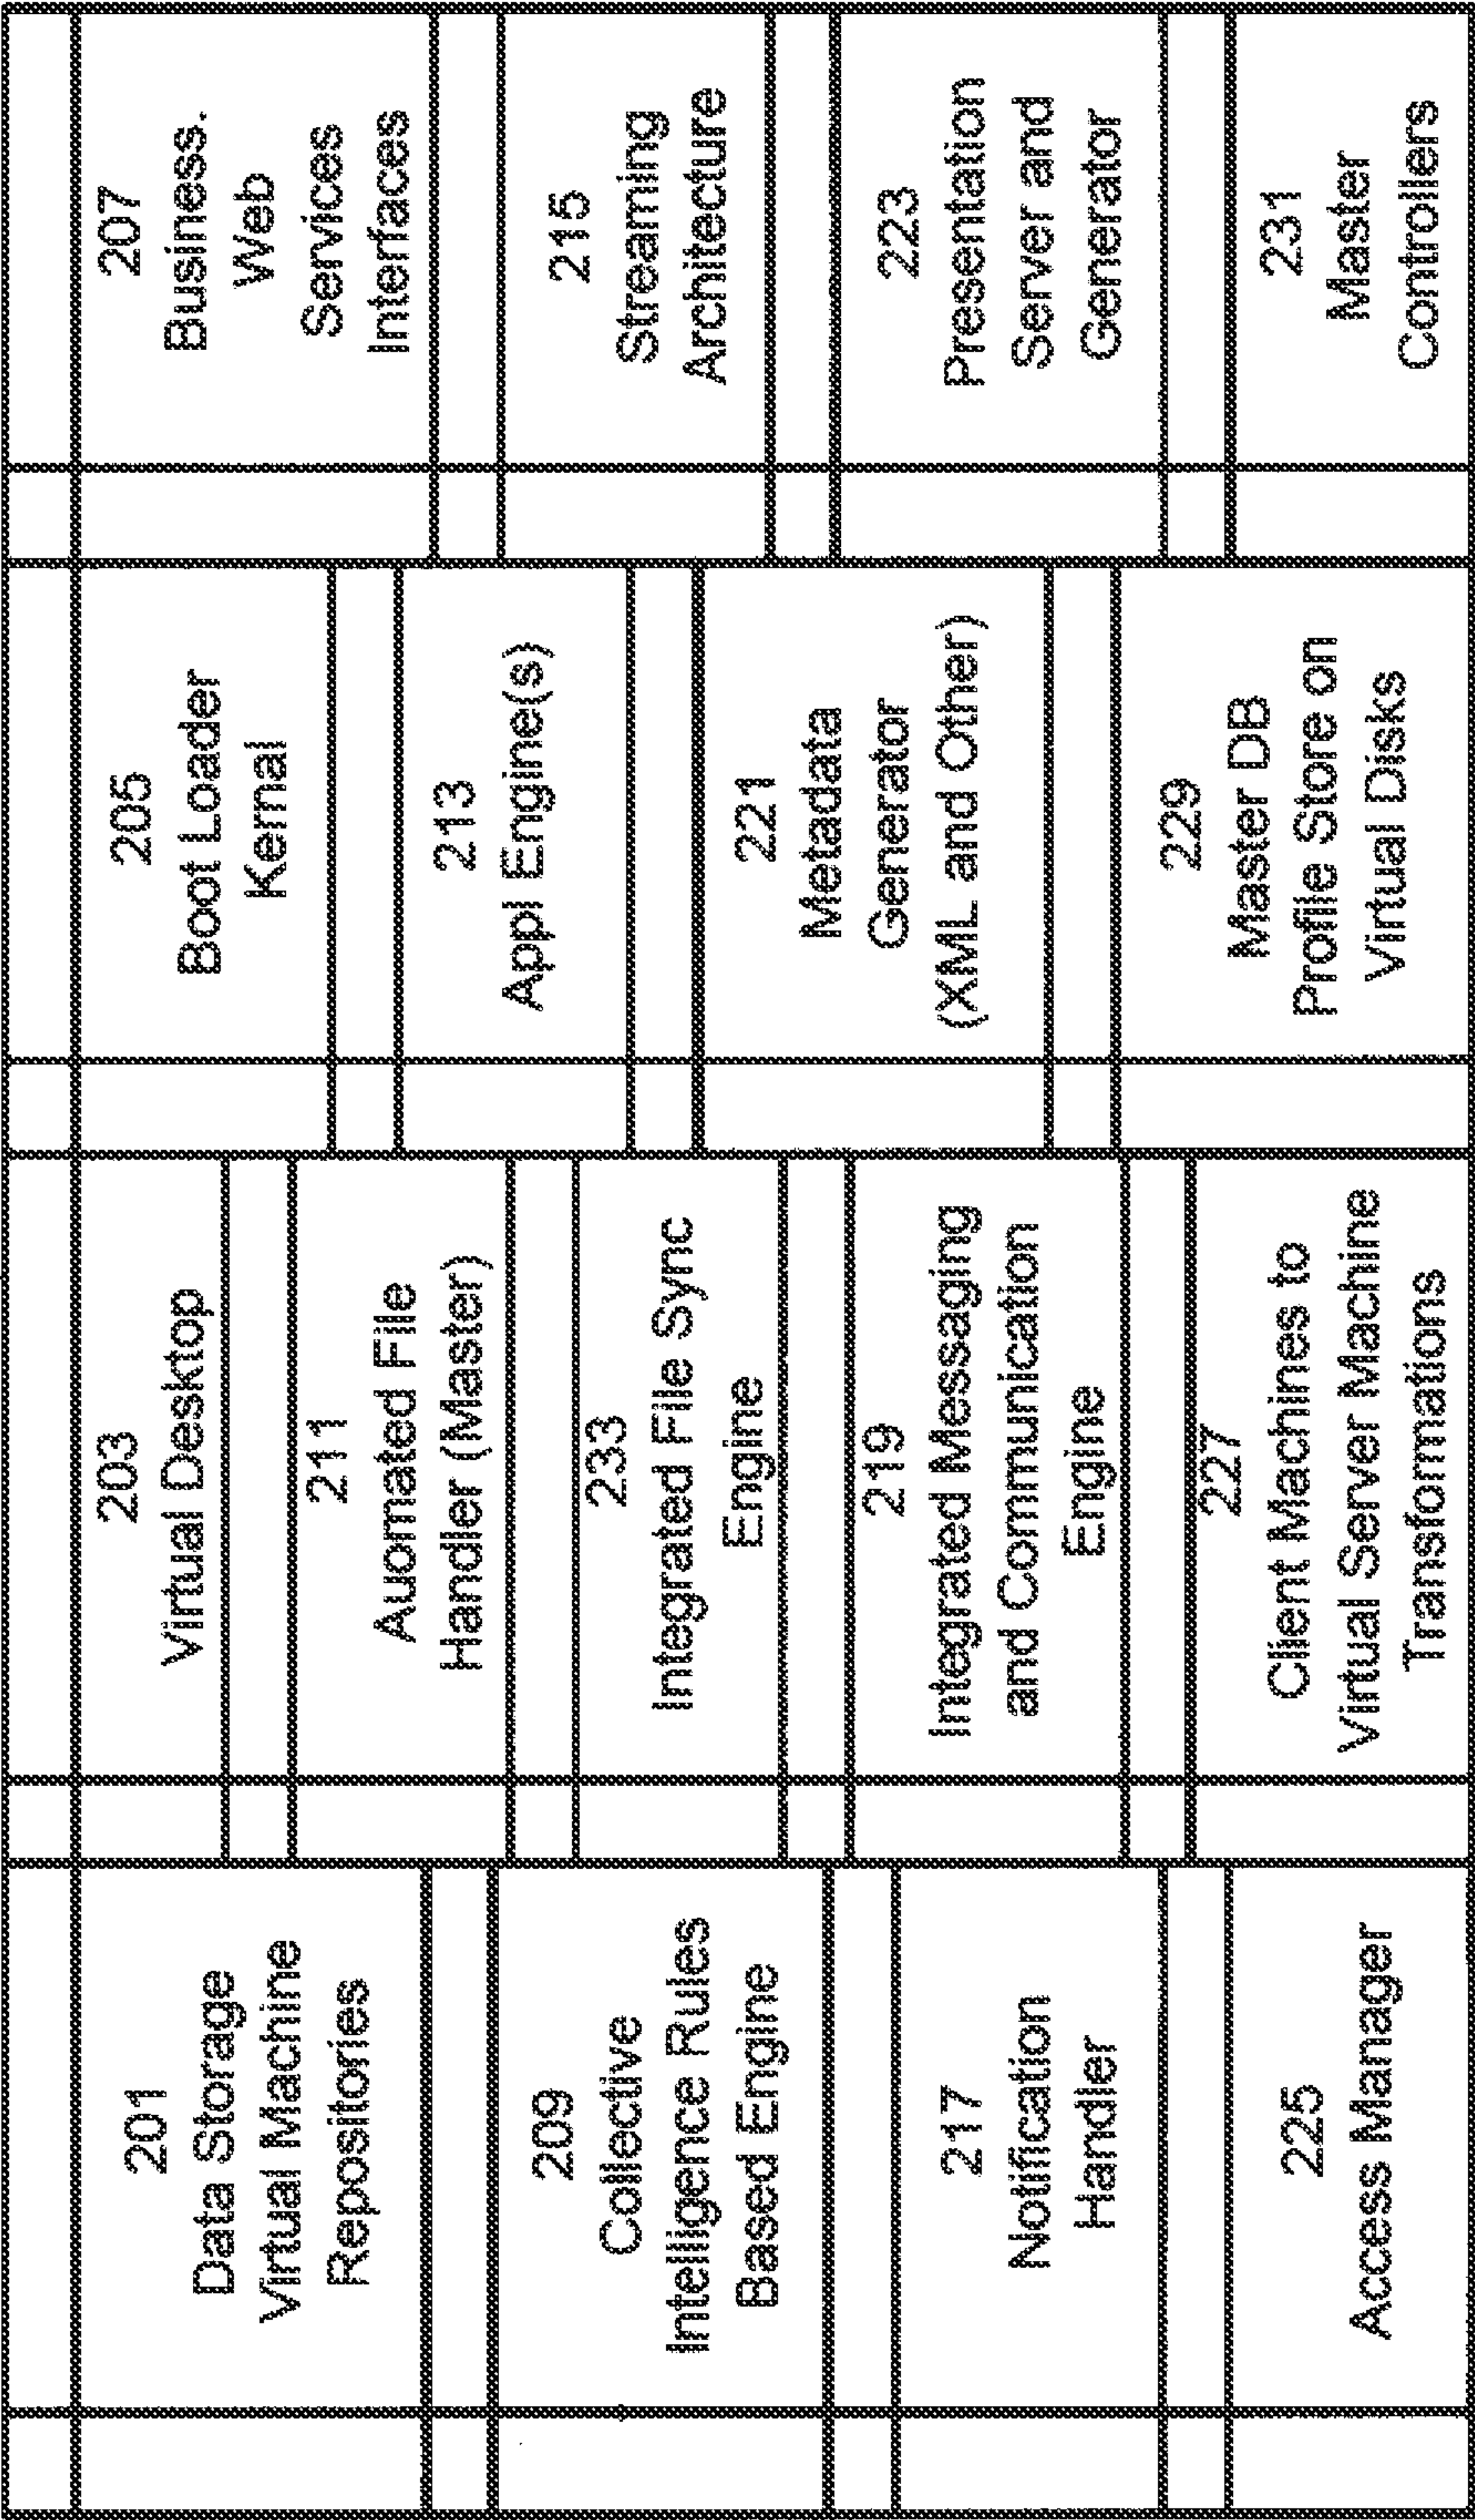 201
Data Storage
Virtual Machine
Repositories
209
Collective
Intelligence Rules
Based Engine
217
Notification
Handler
225
Access Manager
203
Virtual Desktop
211
Auomated File
Handler (Master)
233
Integrated File Sync
Engine
219
Integrated Messaging
and Communication
Engine
227
Client Machines to
Virtual Server Machine
Transformations
205
Boot Loader
Kernal
213
Appl Engine(s)
221
Metadata
Generator
(XML and Other)
229
Master DB
Profile Store on
Virtual Disks
207
Business.
Web
Services
Interfaces
215
Streaming
Architecture
223
Presentation
Server and
Generator
231
Master
Controllers